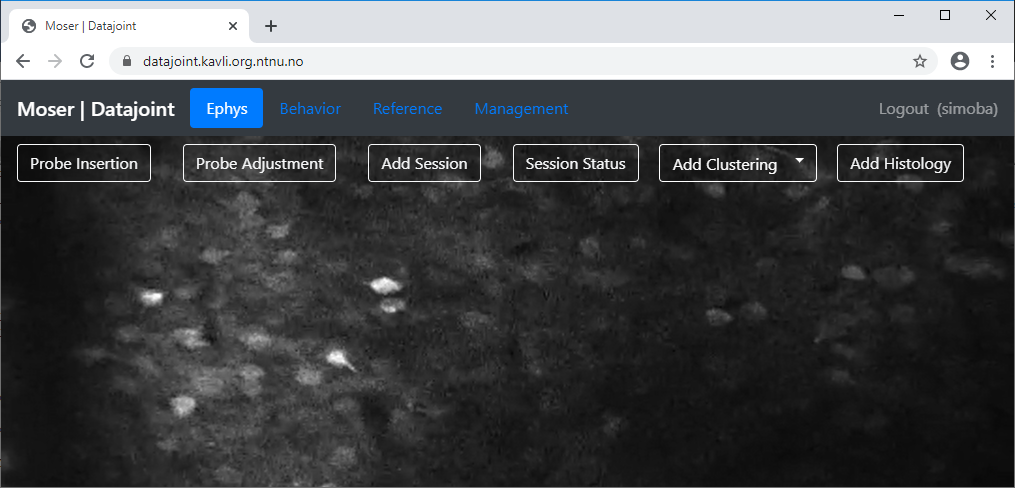 Moser | Datajoint
datajoint.kavli.org.ntnu.no
Moser | Datajoint Ephys Behavior Reference Management Logout (simoba)
Probe Insertion Probe Adjustment Add Session Session Status Add Clustering Add Histology